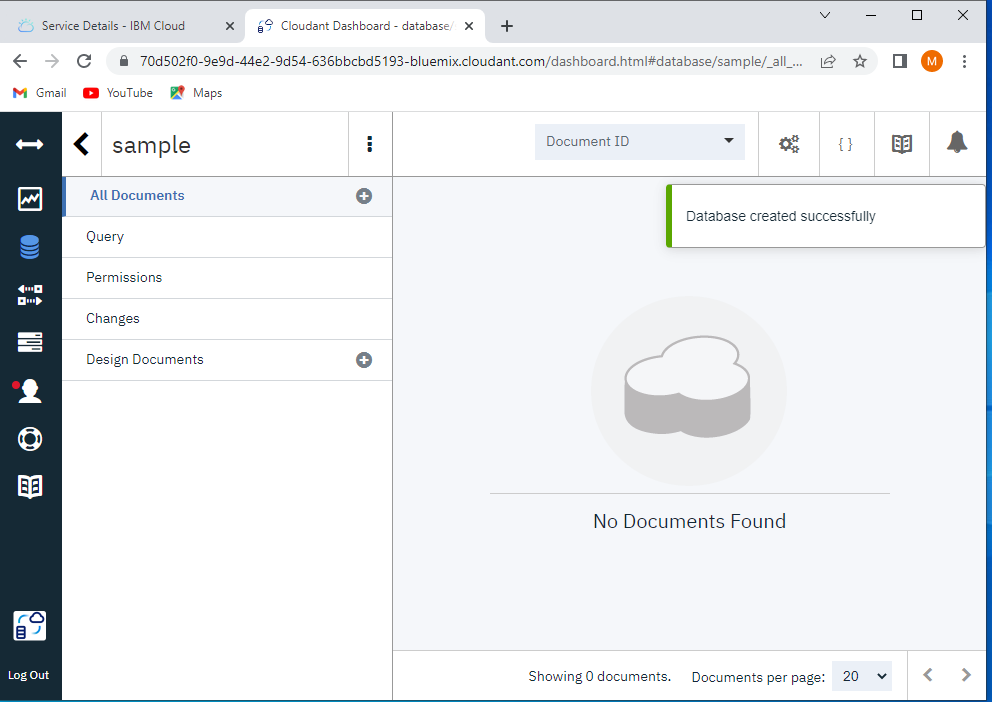 Service Details - IBM Cloud
Cloudant Dashboard - database/
70d502f0-9e9d-44e2-9d54-636bbcbd5193-bluemix.cloudant.com/dashboard.html#database/sample/_all_...
M
Gmail
YouTube
Maps
sample
Document ID
{ }
All Documents
Database created successfully
Query
Permissions
Changes
Design Documents
No Documents Found
Log Out
Showing 0 documents.
Documents per page:
20